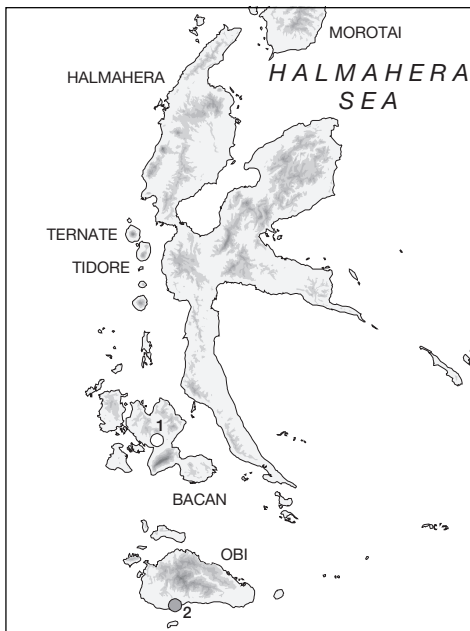 MOROTAI
HALMAHERA
HALMAHERA
SEA
TERNATE
TIDORE
1
BACAN
OBI
2